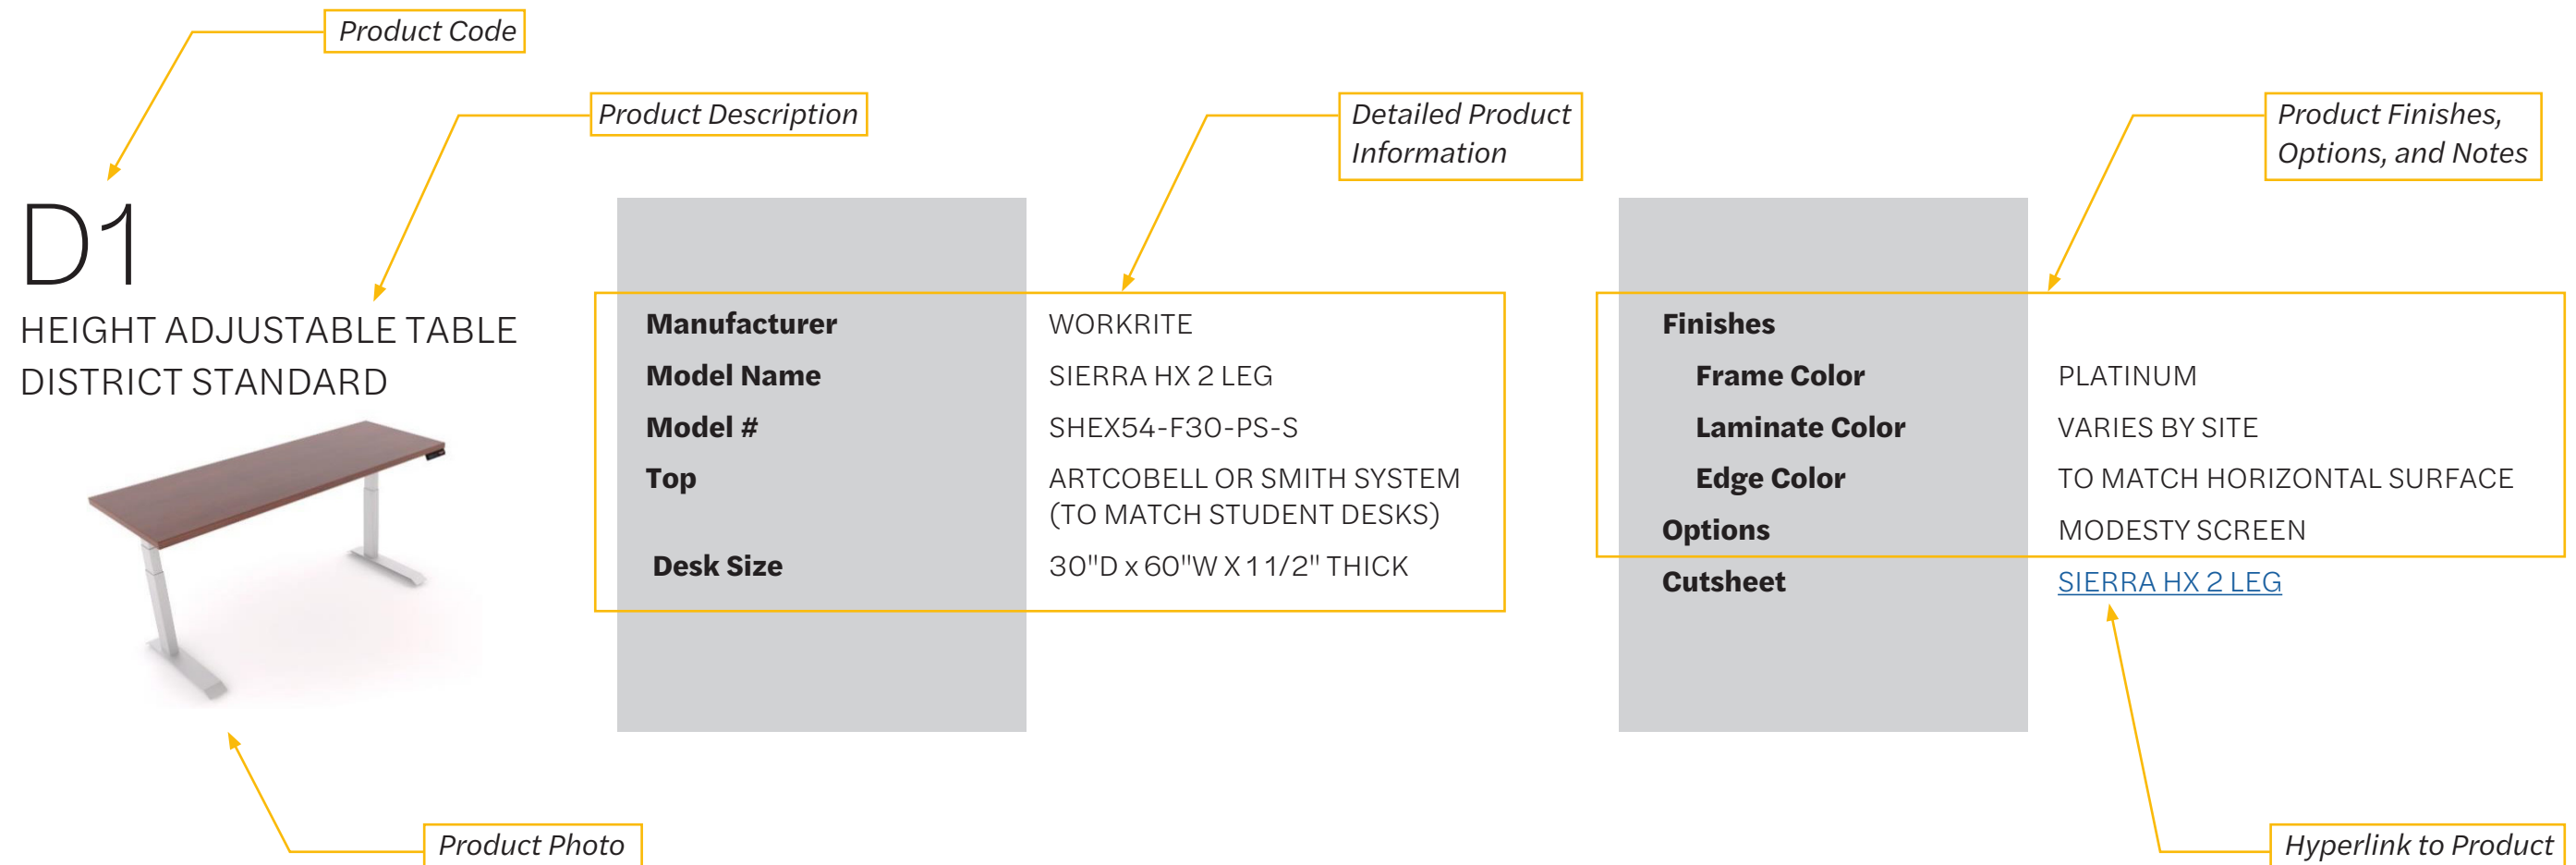 Product Code
Product Description
Detailed Product
Information
Product Finishes,
Options, and Notes
D1
HEIGHT ADJUSTABLE TABLE
DISTRICT STANDARD
Manufacturer WORKRITE
Model Name SIERRA HX 2 LEG
Model # SHEX54-F30-PS-S
Top ARTCOBELL OR SMITH SYSTEM
(TO MATCH STUDENT DESKS)
Desk Size 30"D x 60"W X 1 1/2" THICK
Finishes
Frame Color PLATINUM
Laminate Color VARIES BY SITE
Edge Color TO MATCH HORIZONTAL SURFACE
Options MODESTY SCREEN
Cutsheet SIERRA HX 2 LEG
Product Photo
Hyperlink to Product